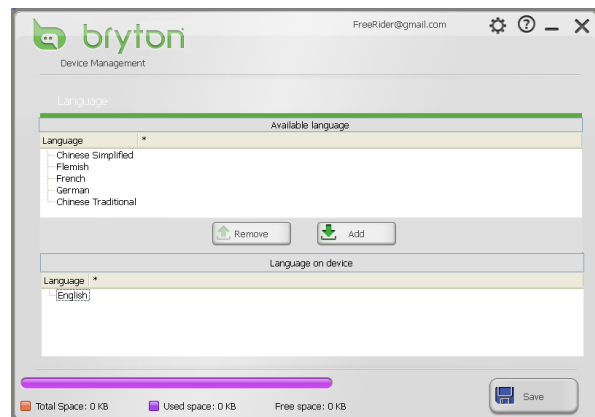 FreeRider@gmail.com
bryton
Device Management
Language
Available language
Language *
Chinese Simplified
Flemish
French
German
Chinese Traditional
Remove Add
Language on device
Language *
English
Total Space: 0 KB Used space: 0 KB Free space: 0 KB
Save